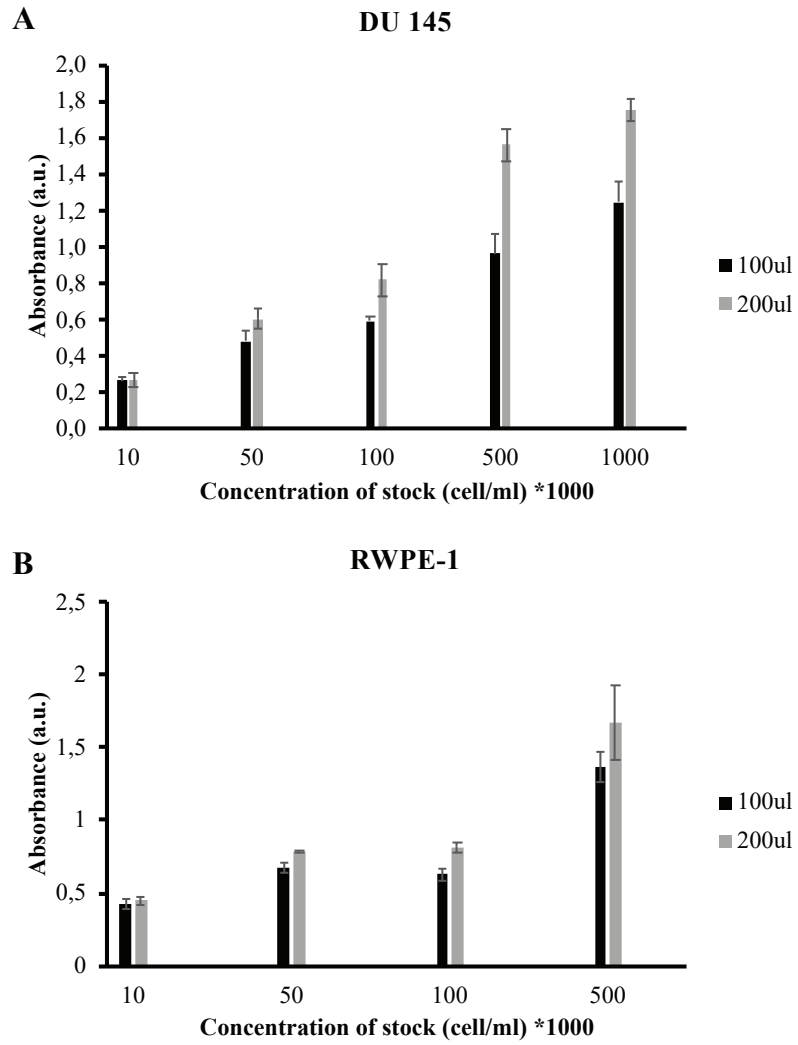 A
DU 145
2,0
1,8
1,6
1,4
1,2
1,0
0,8
0,6
0,4
0,2
0,0
Absorbance (a.u.)
10 50 100 500 1000
Concentration of stock (cell/ml) *1000
100ul
200ul
B
RWPE-1
2,5
2
1,5
1
0,5
0
Absorbance (a.u.)
10 50 100 500
Concentration of stock (cell/ml) *1000
100ul
200ul